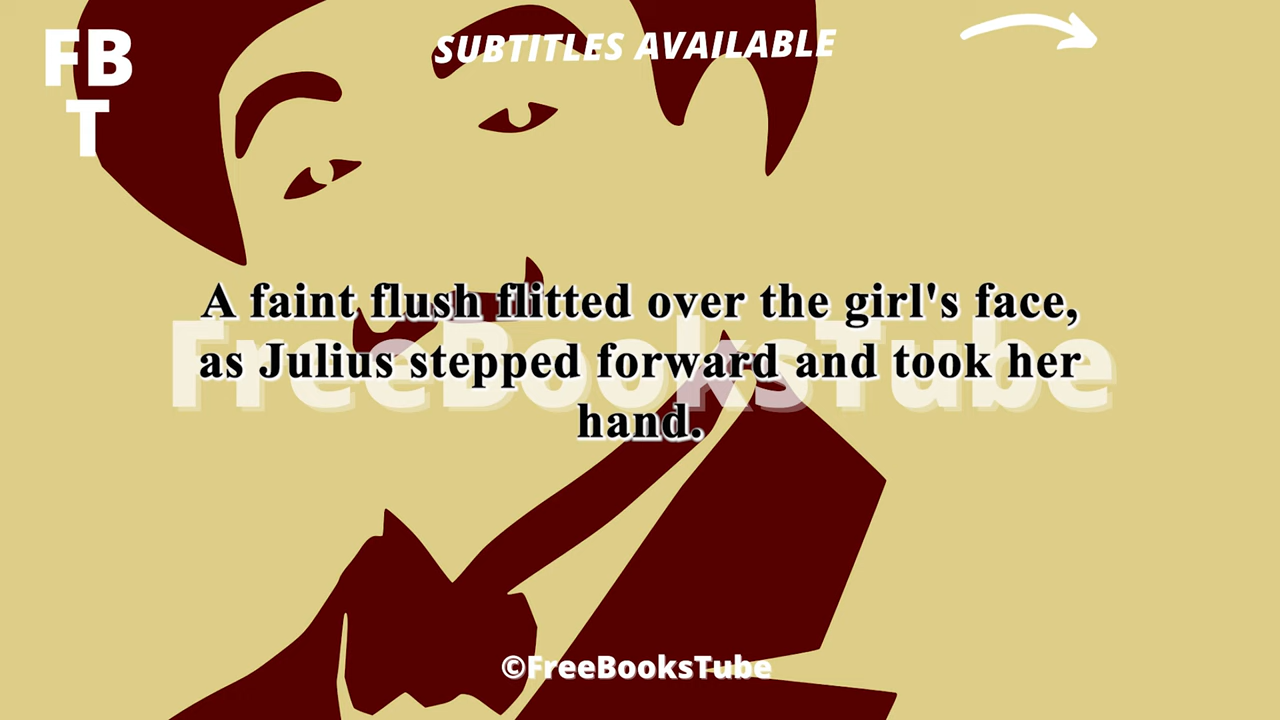 FB
T
SUBTITLES AVAILABLE
A faint flush flitted over the girl's face,
as Julius stepped forward and took her
hand.
FreeBooksTube
©FreeBooksTube